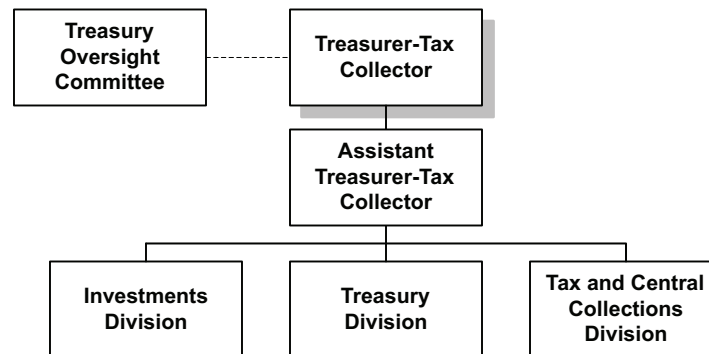 Treasury
Oversight
Committee
Treasurer-Tax
Collector
Assistant
Treasurer-Tax
Collector
Investments
Division
Treasury
Division
Tax and Central
Collections
Division